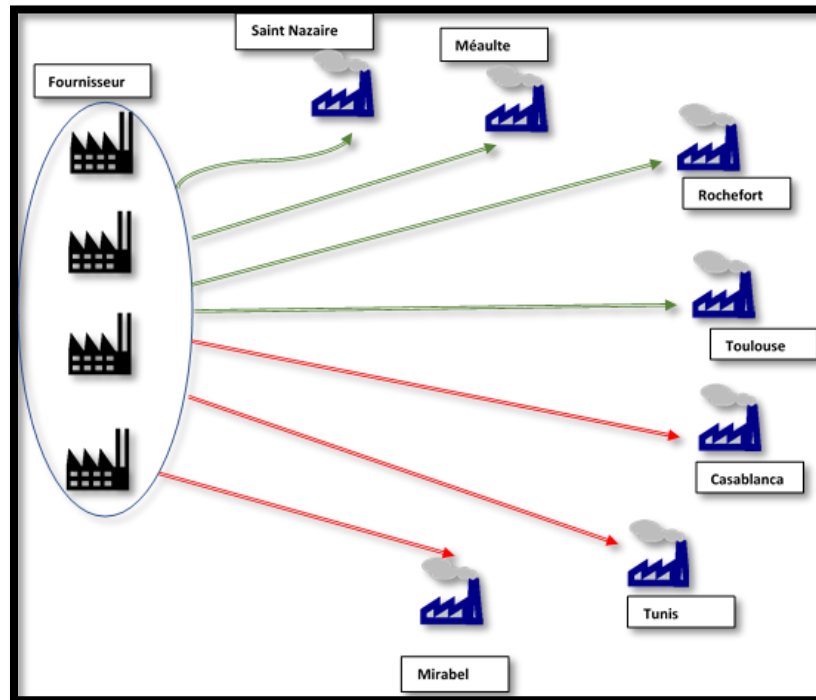 Saint Nazaire
Méaulte
Fournisseur
Rochefort
Toulouse
Casablanca
Tunis
Mirabel